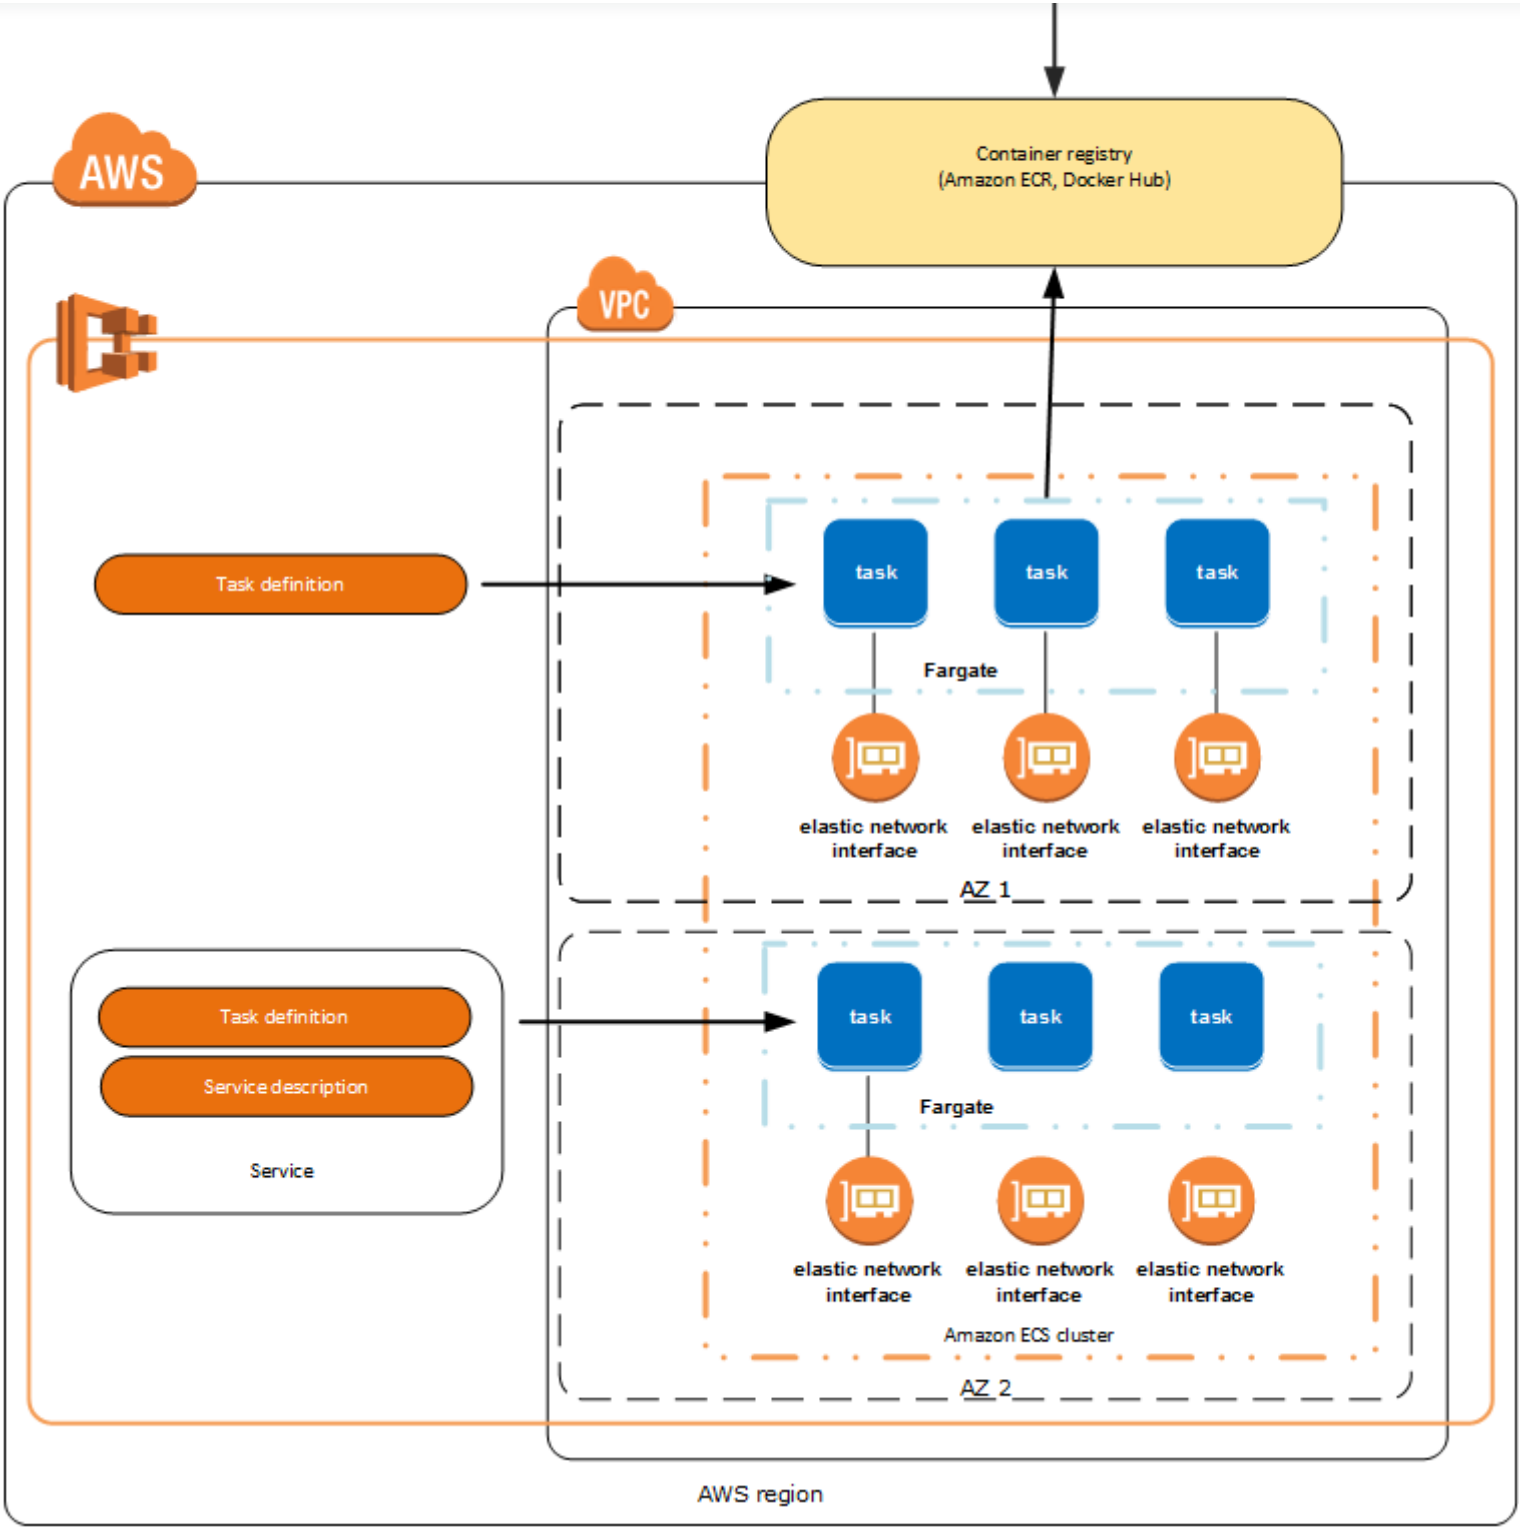 Container registry
(Amazon ECR, Docker Hub)
AWS
VPC
Task definition
task
task
task
Fargate
elastic network
interface
elastic network
interface
elastic network
interface
AZ 1
Task definition
Service description
Service
task
task
task
Fargate
elastic network
interface
elastic network
interface
elastic network
interface
Amazon ECS cluster
AZ 2
AWS region